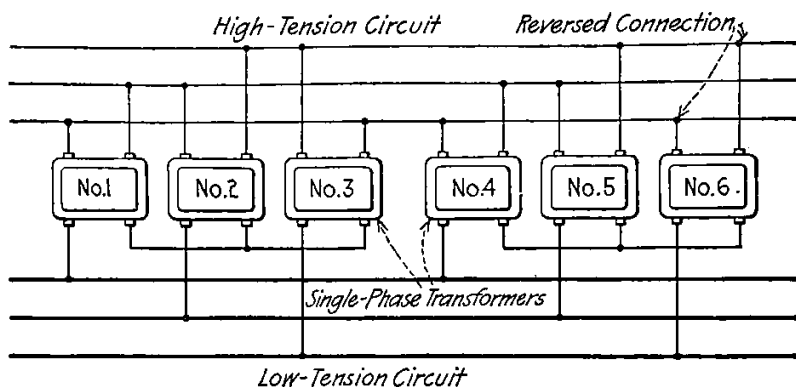 High-Tension Circuit
Reversed Connection
No.1
No.2
No.3
No.4
No.5
No.6.
Single-Phase Transformers
Low-Tension Circuit